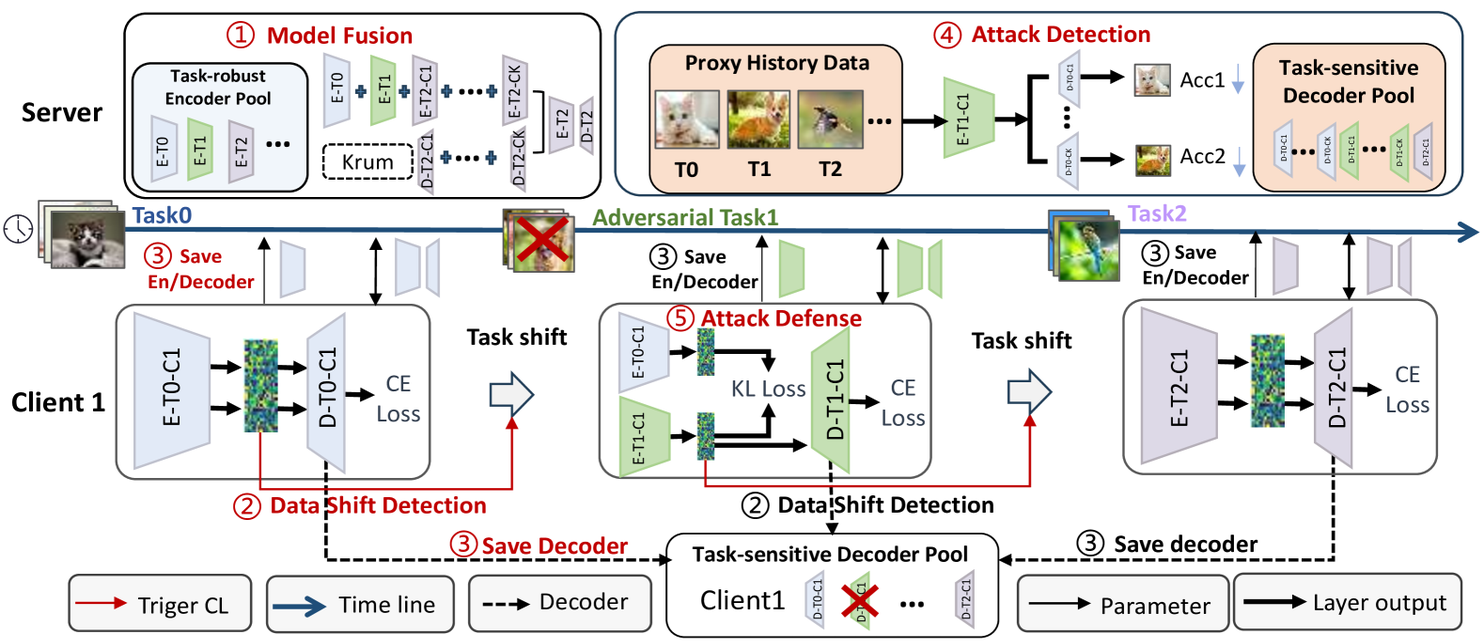 ① Model Fusion
Task-robust
Encoder Pool
E-T0
E-T1
E-T2
...
E-T0
E-T1
E-T2-C1
E-T2-CK
Krum
D-T2-C1
D-T2-CK
E-T2
D-T2
Server
④ Attack Detection
Proxy History Data
T0
T1
T2
...
E-T1-C1
D-T0-C1
D-T0-CK
Acc1
Acc2
Task-sensitive
Decoder Pool
D-T0-C1
D-T0-CK
D-T1-C1
D-T1-CK
D-T2-C1
Task0
Adversarial Task1
Task2
③ Save
En/Decoder
③ Save
En/Decoder
③ Save
En/Decoder
Client 1
E-T0-C1
D-T0-C1
CE
Loss
Task shift
⑤ Attack Defense
E-T0-C1
E-T1-C1
KL Loss
D-T1-C1
CE
Loss
Task shift
E-T2-C1
D-T2-C1
CE
Loss
② Data Shift Detection
② Data Shift Detection
③ Save Decoder
③ Save decoder
Task-sensitive Decoder Pool
Client1
D-T0-C1
D-T1-C1
...
D-T2-C1
Triger CL
Time line
Decoder
Parameter
Layer output